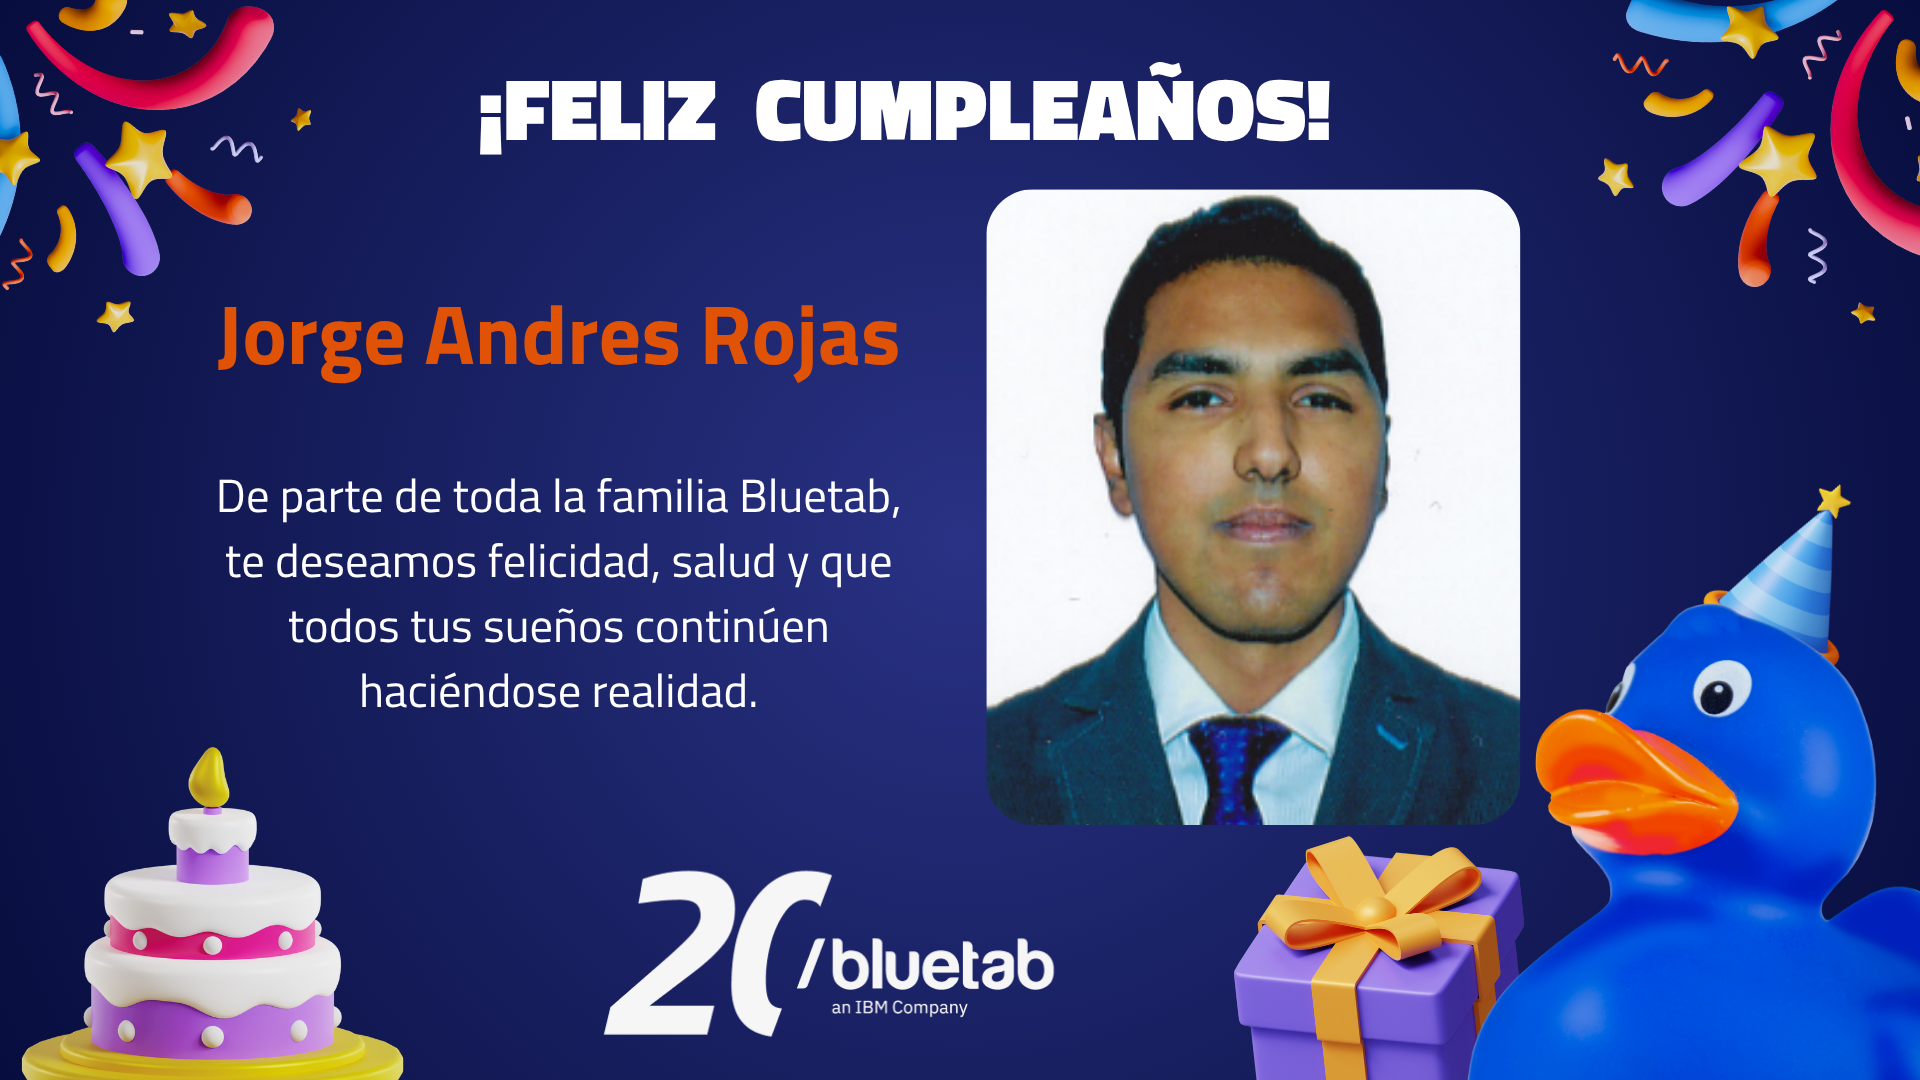 ¡FELIZ CUMPLEAÑOS!
Jorge Andres Rojas
De parte de toda la familia Bluetab,
te deseamos felicidad, salud y que
todos tus sueños continúen
haciéndose realidad.
20/bluetab
an IBM Company